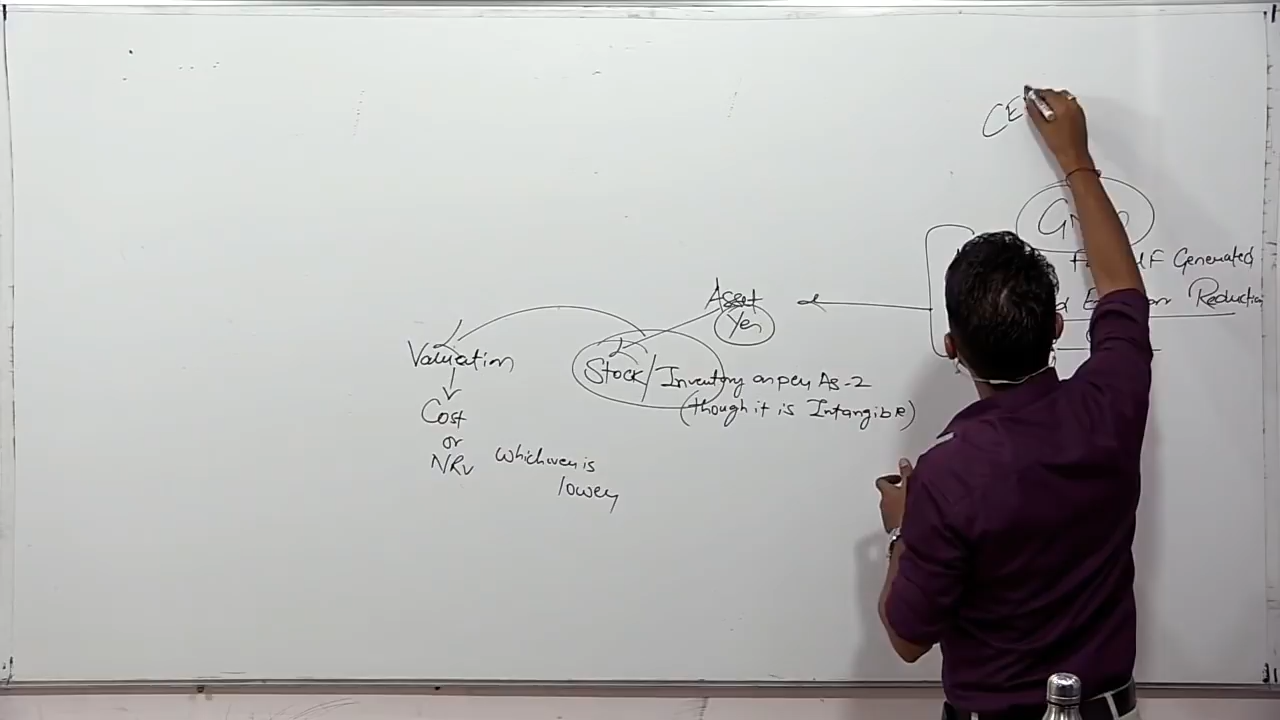 CE
Generated
Reduction
Asset
Yes
Valuation
Stock/Inventory as per As-2
(though it is Intangible)
Cost
or
NRV whichever is
lower